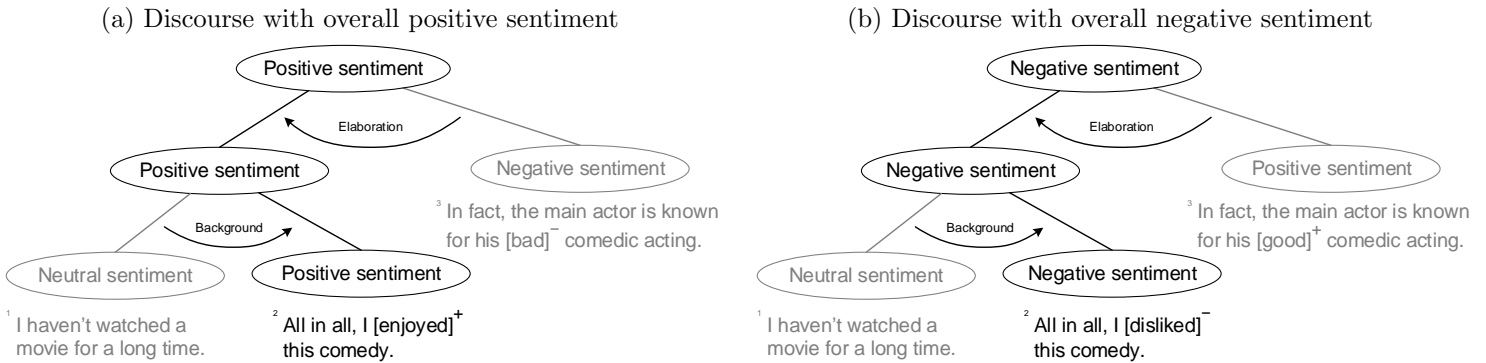 (a) Discourse with overall positive sentiment
Positive sentiment
Elaboration
Positive sentiment
Negative sentiment
Background
3 In fact, the main actor is known
for his [bad]− comedic acting.
Neutral sentiment
Positive sentiment
1 I haven't watched a
movie for a long time.
2 All in all, I [enjoyed]+
this comedy.
(b) Discourse with overall negative sentiment
Negative sentiment
Elaboration
Negative sentiment
Positive sentiment
Background
3 In fact, the main actor is known
for his [good]+ comedic acting.
Neutral sentiment
Negative sentiment
1 I haven't watched a
movie for a long time.
2 All in all, I [disliked]−
this comedy.